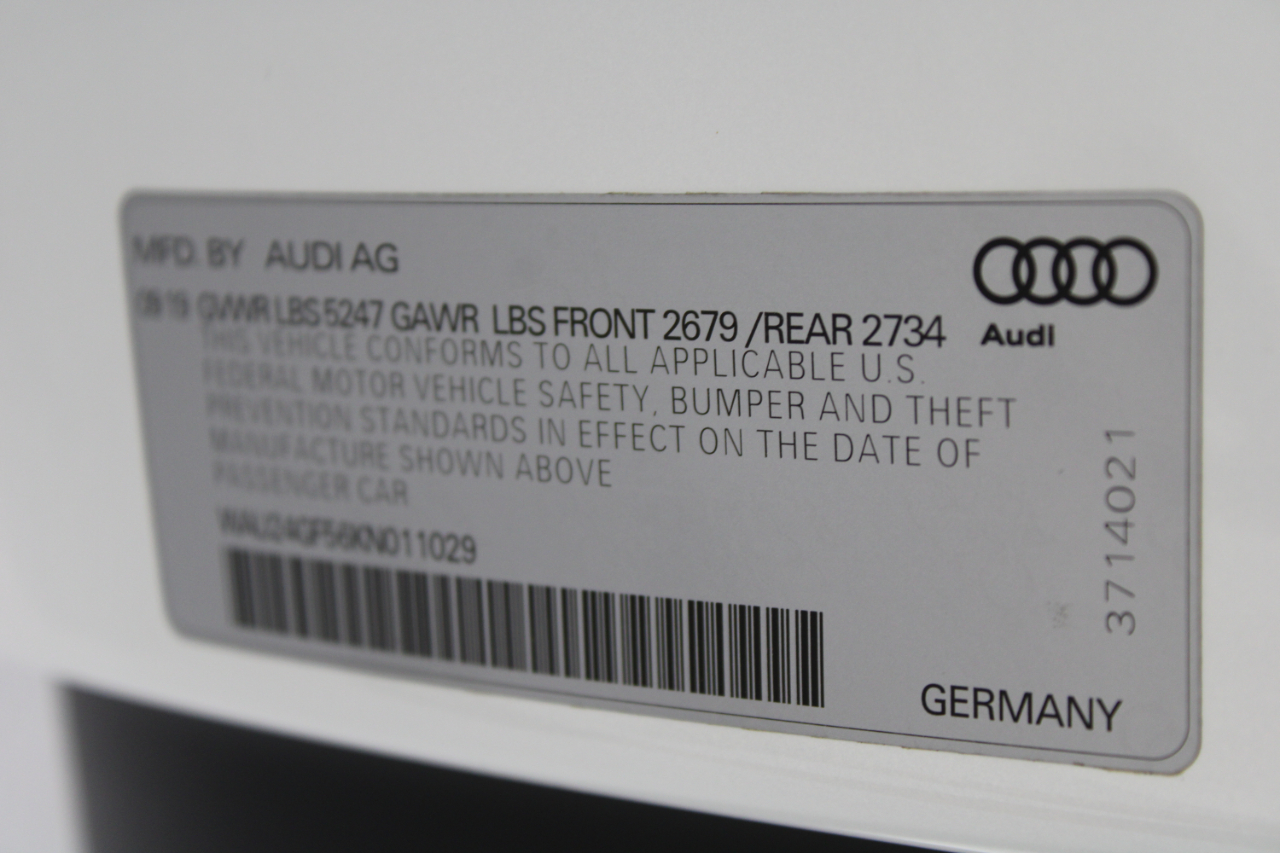 MFD. BY AUDI AG
09 19 GVWR LBS 5247 GAWR LBS FRONT 2679 /REAR 2734
Audi
THIS VEHICLE CONFORMS TO ALL APPLICABLE U.S.
FEDERAL MOTOR VEHICLE SAFETY, BUMPER AND THEFT
PREVENTION STANDARDS IN EFFECT ON THE DATE OF
MANUFACTURE SHOWN ABOVE
PASSENGER CAR
WAU24GF56KN011029
3714021
GERMANY